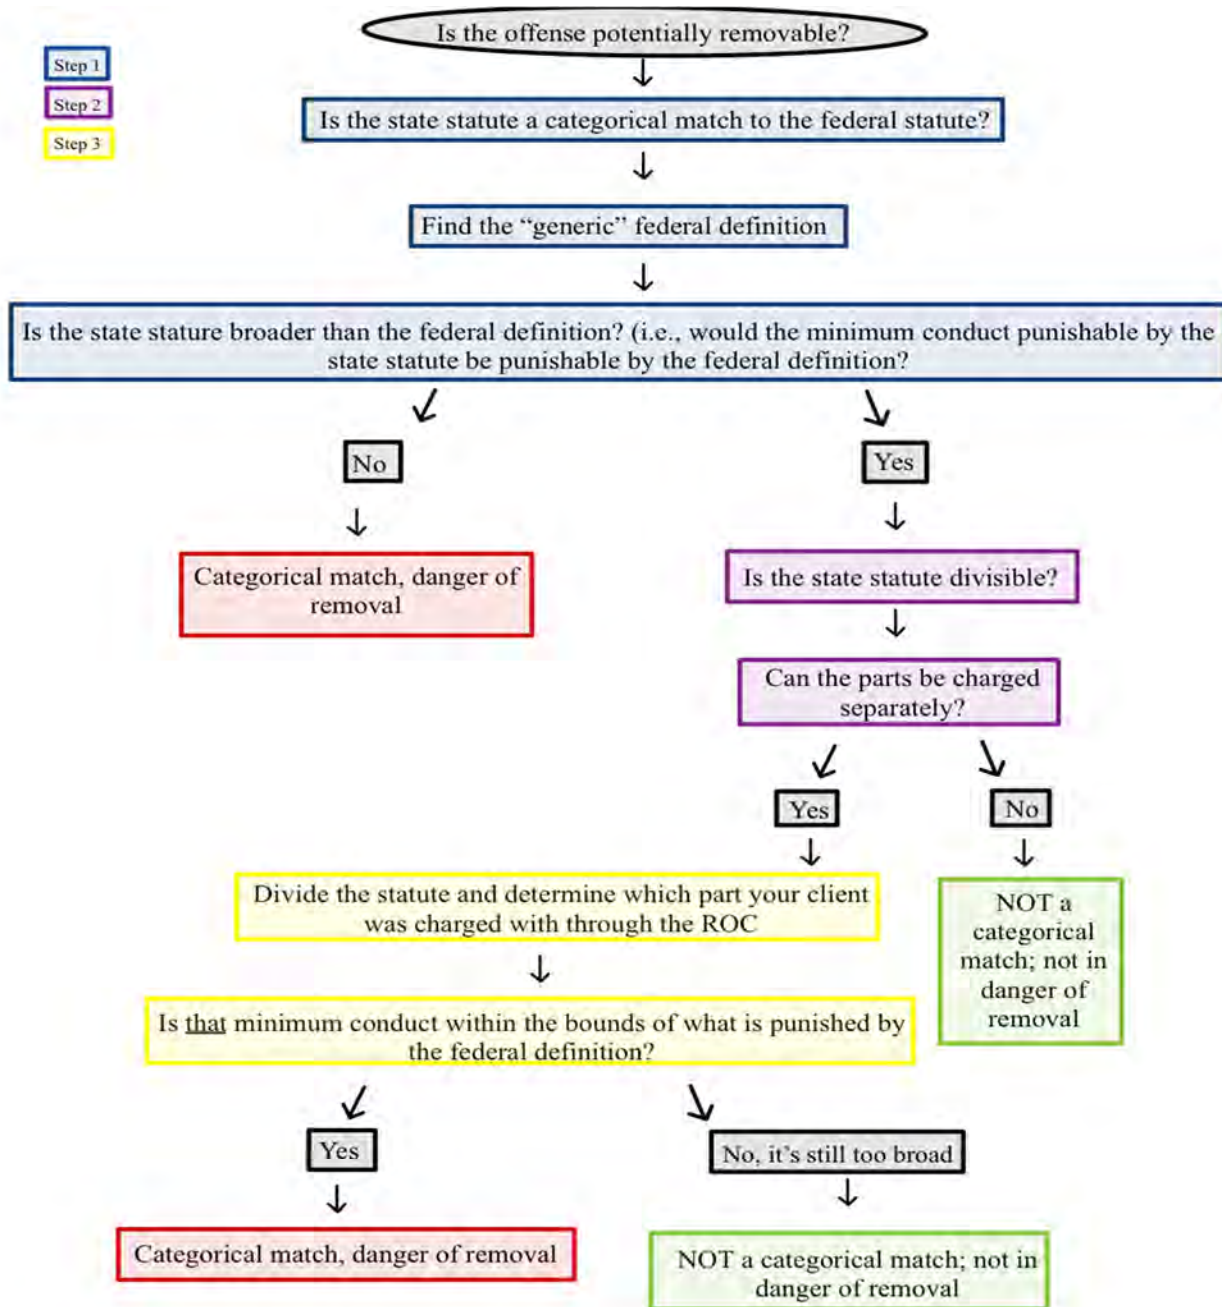 Is the offense potentially removable?
Step 1
Step 2
Step 3
Is the state statute a categorical match to the federal statute?
Find the “generic” federal definition
Is the state stature broader than the federal definition? (i.e., would the minimum conduct punishable by the
state statute be punishable by the federal definition?
No
Yes
Categorical match, danger of
removal
Is the state statute divisible?
Can the parts be charged
separately?
Yes
No
Divide the statute and determine which part your client
was charged with through the ROC
NOT a
categorical
match; not in
danger of
removal
Is that minimum conduct within the bounds of what is punished by
the federal definition?
Yes
No, it’s still too broad
Categorical match, danger of removal
NOT a categorical match; not in
danger of removal